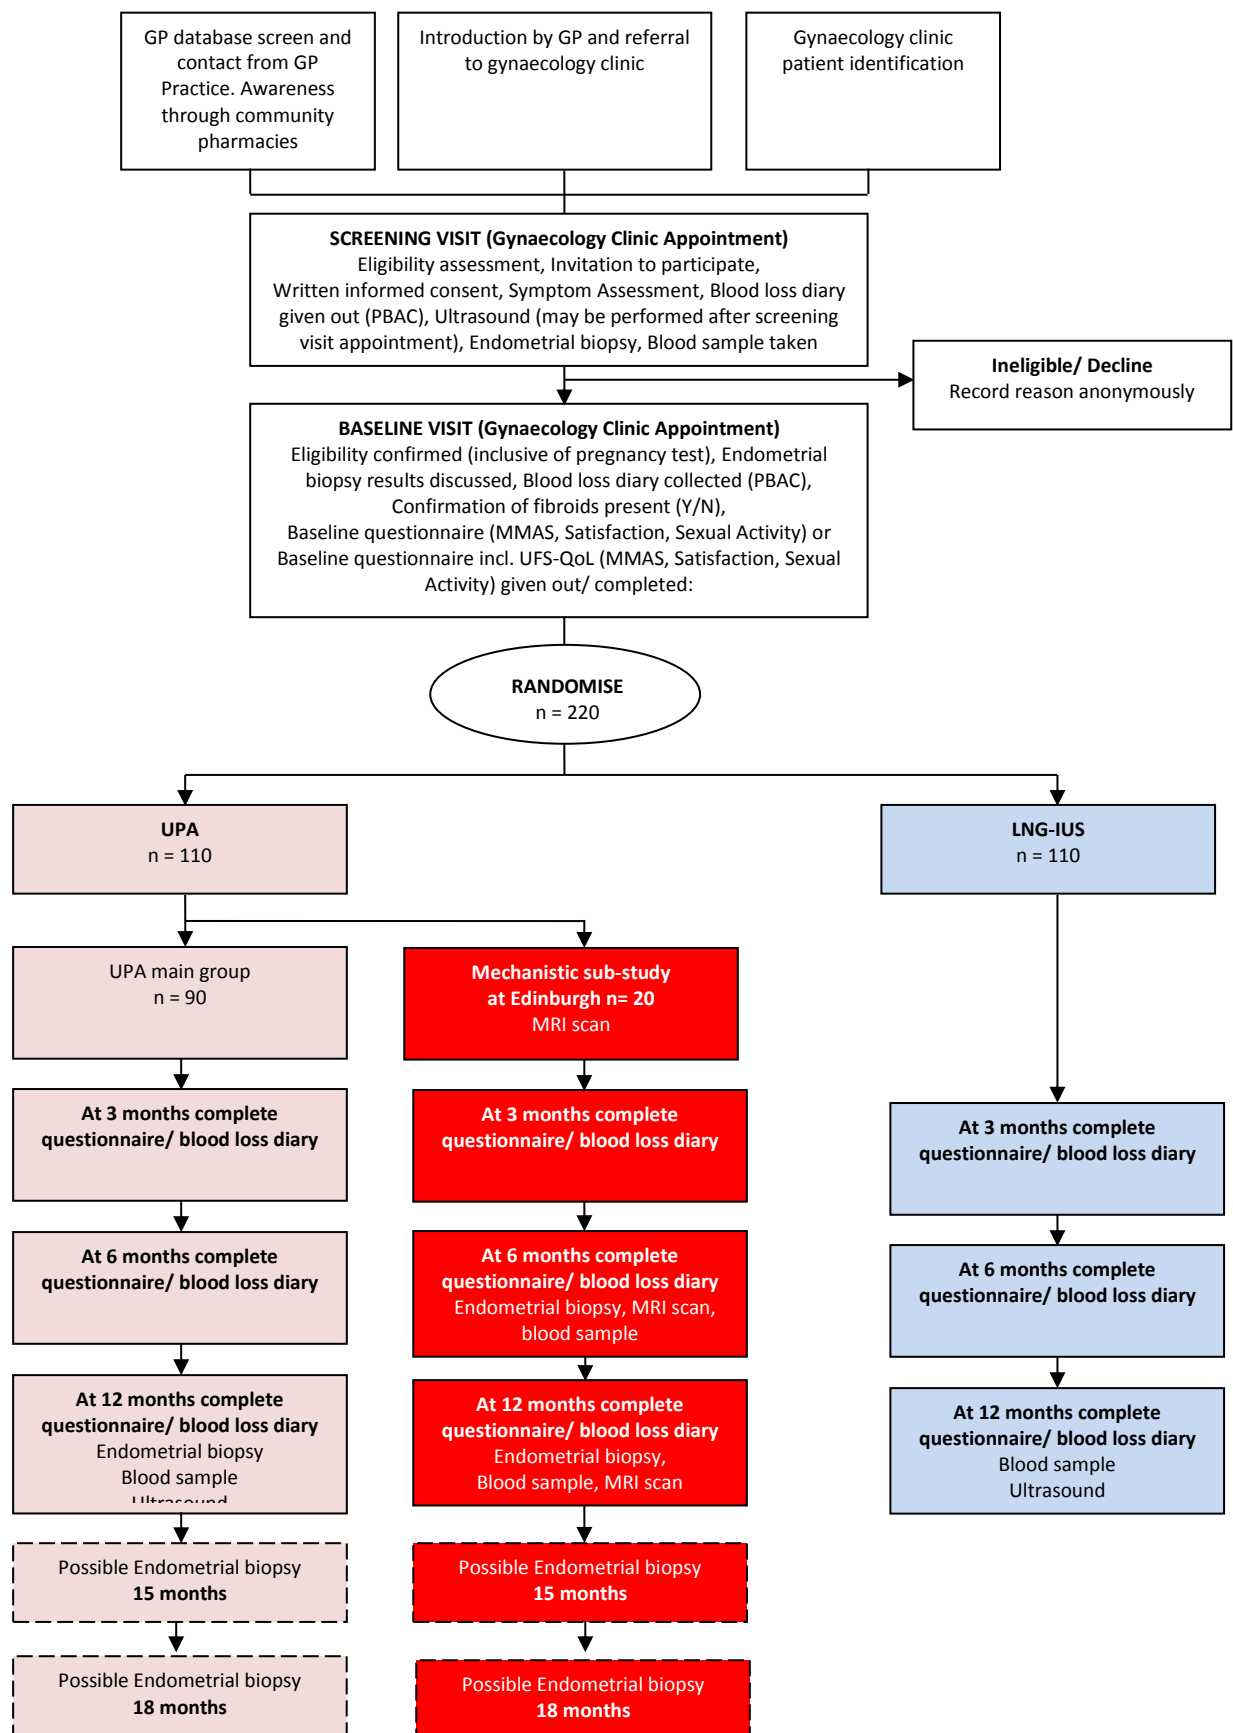 GP database screen and
contact from GP
Practice. Awareness
through community
pharmacies
Introduction by GP and referral
to gynaecology clinic
Gynaecology clinic
patient identification
SCREENING VISIT (Gynaecology Clinic Appointment)
Eligibility assessment, Invitation to participate,
Written informed consent, Symptom Assessment, Blood loss diary
given out (PBAC), Ultrasound (may be performed after screening
visit appointment), Endometrial biopsy, Blood sample taken
Ineligible/ Decline
Record reason anonymously
BASELINE VISIT (Gynaecology Clinic Appointment)
Eligibility confirmed (inclusive of pregnancy test), Endometrial
biopsy results discussed, Blood loss diary collected (PBAC),
Confirmation of fibroids present (Y/N),
Baseline questionnaire (MMAS, Satisfaction, Sexual Activity) or
Baseline questionnaire incl. UFS-QoL (MMAS, Satisfaction, Sexual
Activity) given out/ completed:
RANDOMISE
n = 220
UPA
n = 110
LNG-IUS
n = 110
UPA main group
n = 90
Mechanistic sub-study
at Edinburgh n= 20
MRI scan
At 3 months complete
questionnaire/ blood loss diary
At 3 months complete
questionnaire/ blood loss diary
At 3 months complete
questionnaire/ blood loss diary
At 6 months complete
questionnaire/ blood loss diary
At 6 months complete
questionnaire/ blood loss diary
Endometrial biopsy, MRI scan,
blood sample
At 6 months complete
questionnaire/ blood loss diary
At 12 months complete
questionnaire/ blood loss diary
Endometrial biopsy
Blood sample
Ultrasound
At 12 months complete
questionnaire/ blood loss diary
Endometrial biopsy,
Blood sample, MRI scan
At 12 months complete
questionnaire/ blood loss diary
Blood sample
Ultrasound
Possible Endometrial biopsy
15 months
Possible Endometrial biopsy
15 months
Possible Endometrial biopsy
18 months
Possible Endometrial biopsy
18 months